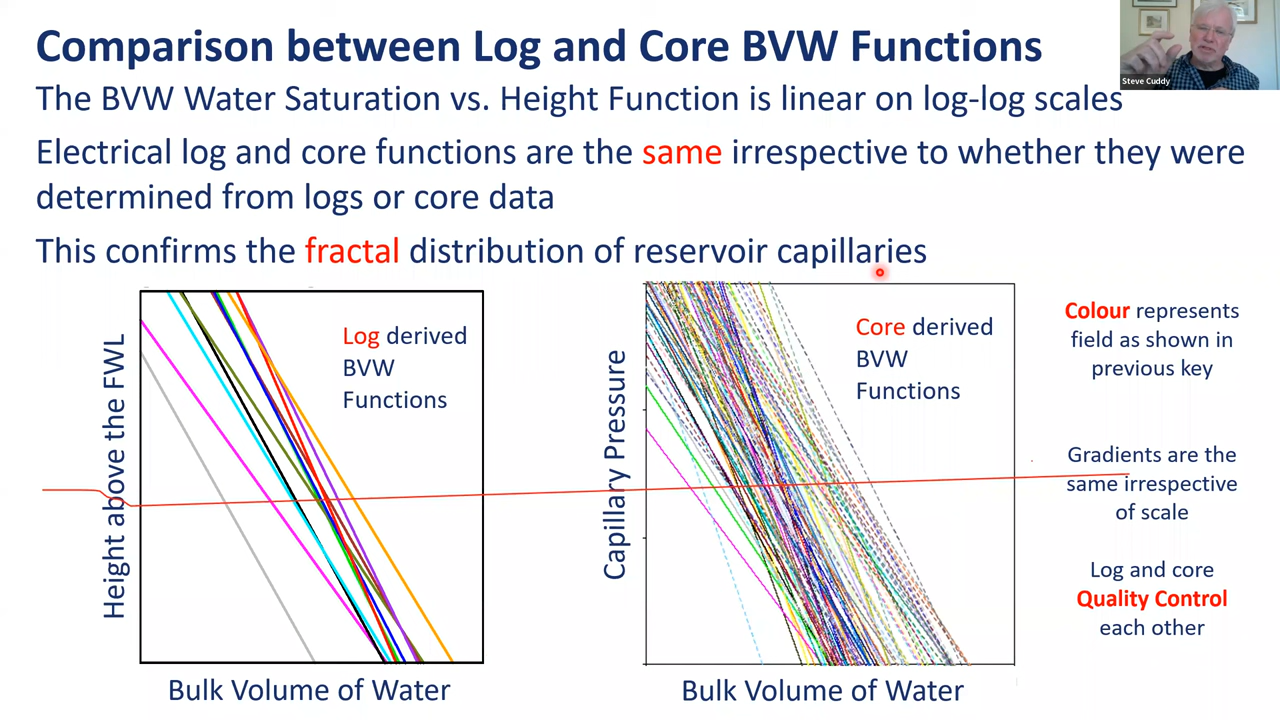 Comparison between Log and Core BVW Functions
Steve Cuddy
The BVW Water Saturation vs. Height Function is linear on log-log scales
Electrical log and core functions are the same irrespective to whether they were
determined from logs or core data
This confirms the fractal distribution of reservoir capillaries
Height above the FWL
Log derived
BVW
Functions
Bulk Volume of Water
Capillary Pressure
Core derived
BVW
Functions
Bulk Volume of Water
Colour represents
field as shown in
previous key
Gradients are the
same irrespective
of scale
Log and core
Quality Control
each other